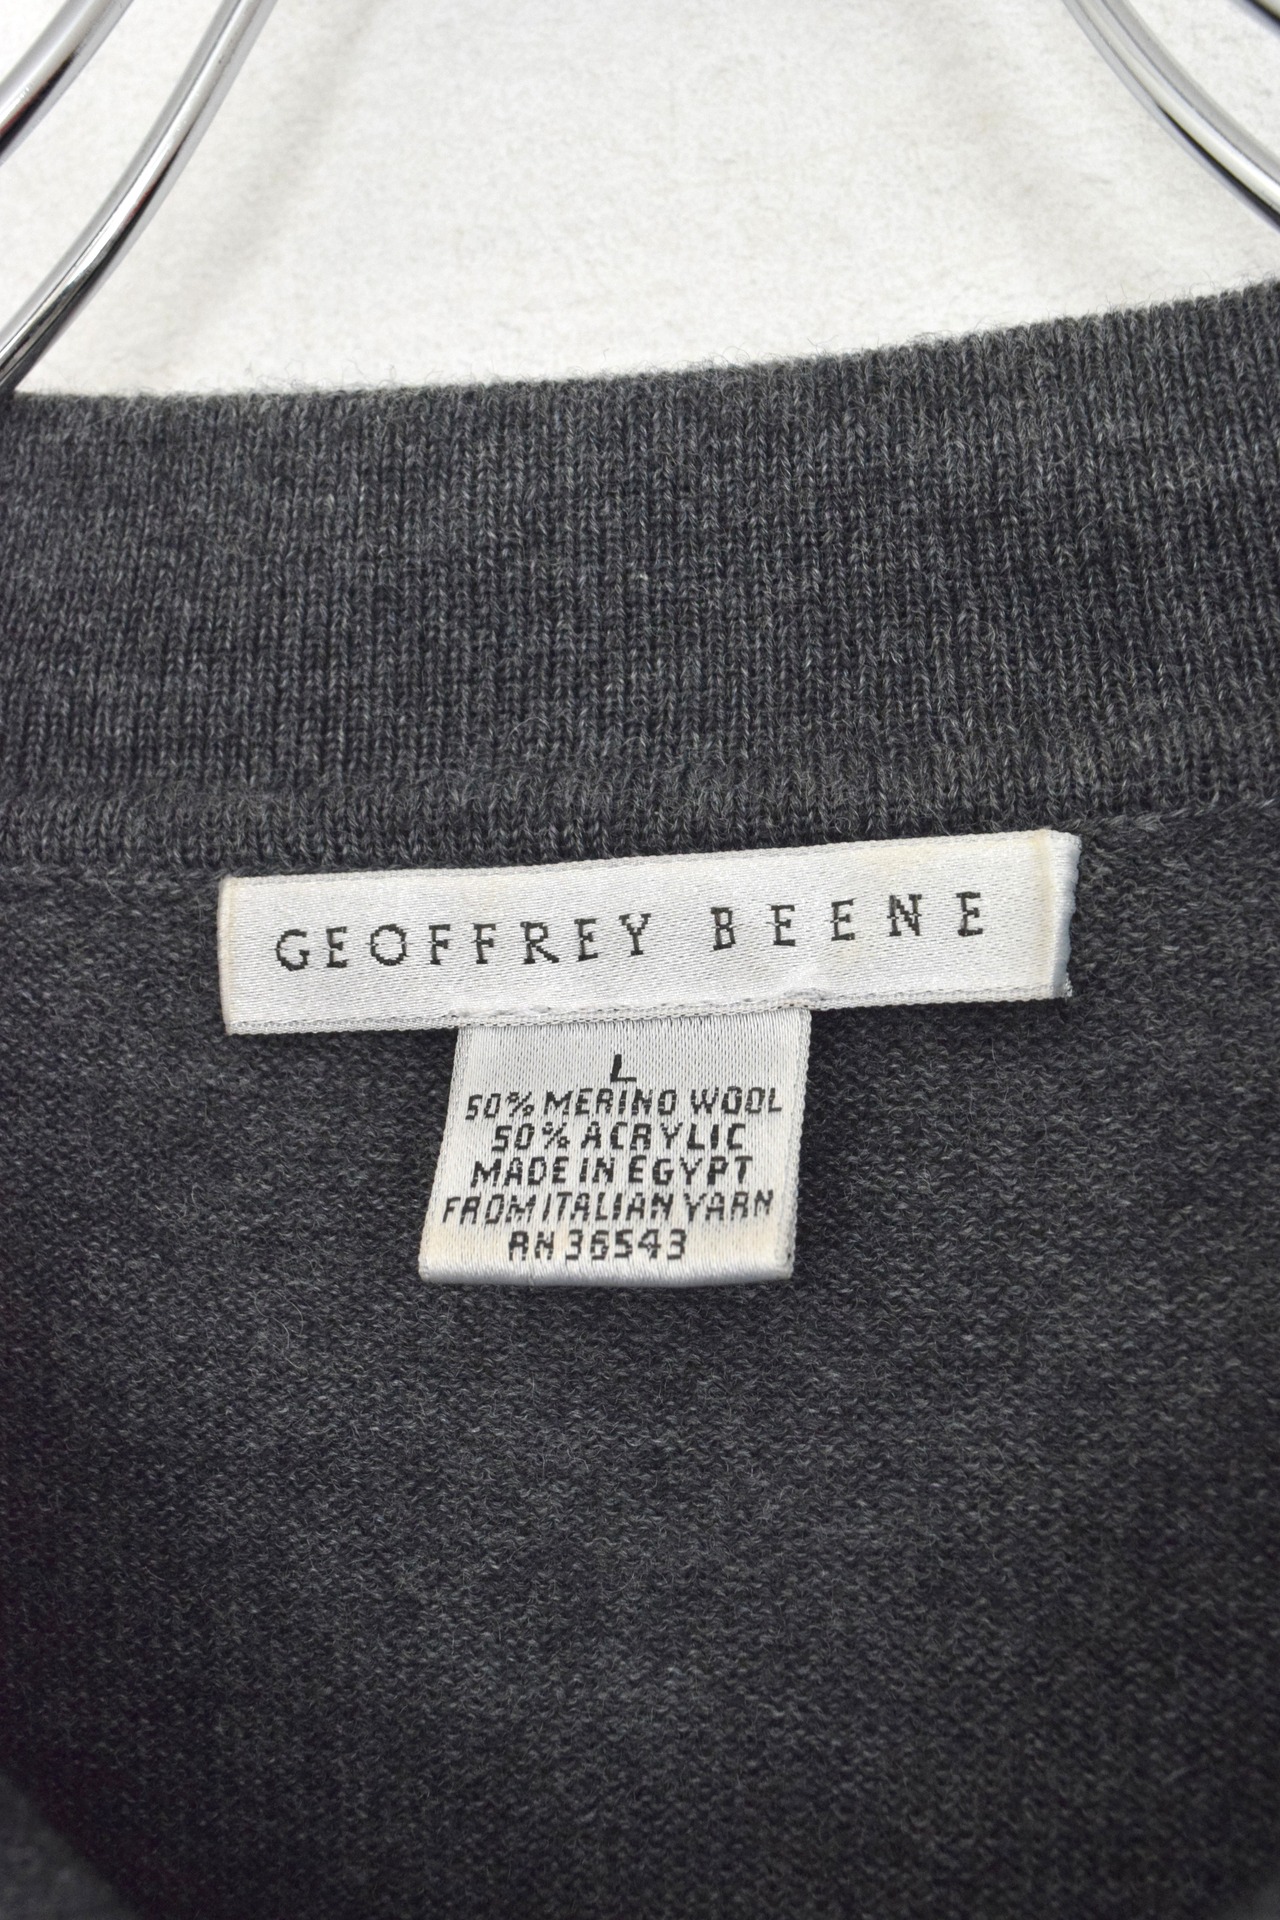 GEOFFREY BEENE
L
50% MERINO WOOL
50% ACRYLIC
MADE IN EGYPT
FROM ITALIAN YARN
RN 36543